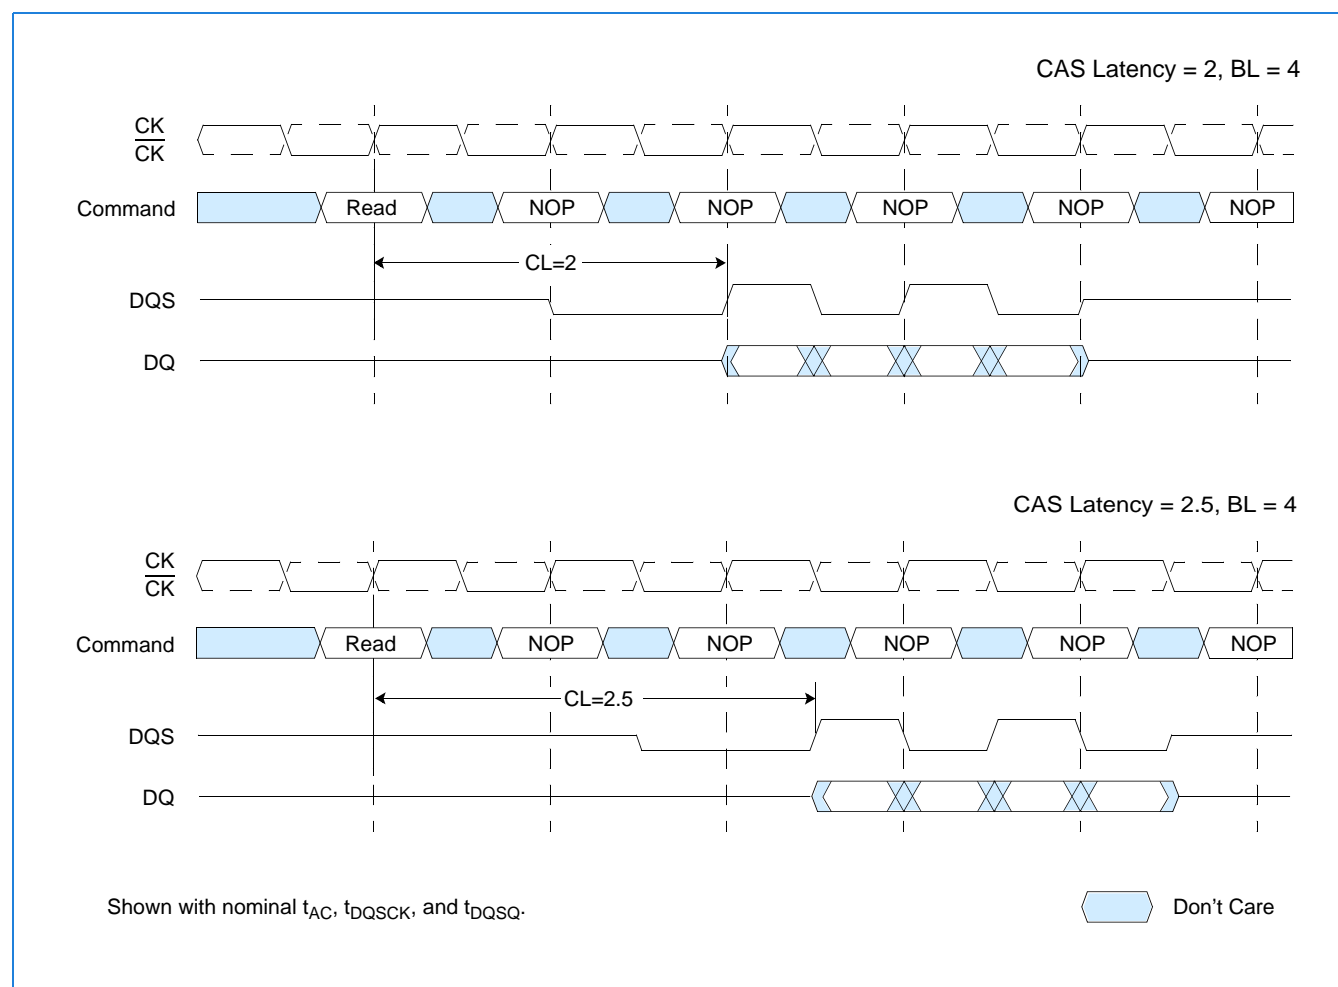 CAS Latency = 2, BL = 4
CK
CK
Command
Read
NOP
NOP
NOP
NOP
NOP
CL=2
DQS
DQ
CAS Latency = 2.5, BL = 4
CK
CK
Command
Read
NOP
NOP
NOP
NOP
NOP
CL=2.5
DQS
DQ
Shown with nominal tAC, tDQSCK, and tDQSQ.
Don't Care